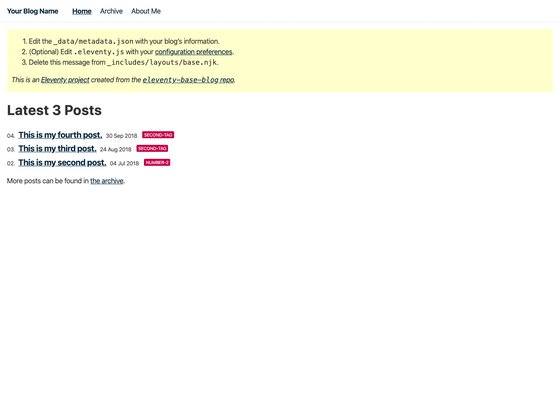 Your Blog Name Home Archive About Me
1. Edit the _data/metadata.json with your blog's information.
2. (Optional) Edit .eleventy.js with your configuration preferences.
3. Delete this message from _includes/layouts/base.njk.
This is an Eleventy project created from the eleventy-base-blog repo.
Latest 3 Posts
04. This is my fourth post. 30 Sep 2018 SECOND-TAG
03. This is my third post. 24 Aug 2018 SECOND-TAG
02. This is my second post. 04 Jul 2018 NUMBER-2
More posts can be found in the archive.